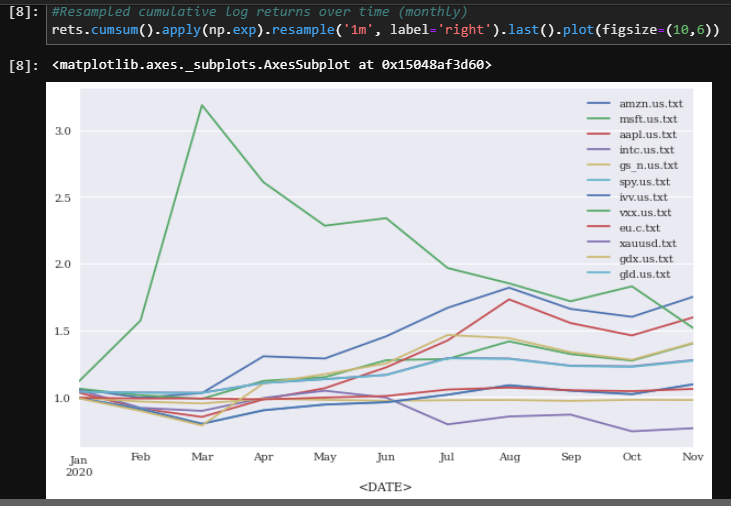 [8]: #Resampled cumulative log returns over time (monthly)
rets.cumsum().apply(np.exp).resample('1m', label='right').last().plot(figsize=(10,6))
[8]: <matplotlib.axes._subplots.AxesSubplot at 0x15048af3d60>
amzn.us.txt
msft.us.txt
aapl.us.txt
intc.us.txt
gs_n.us.txt
spy.us.txt
ivv.us.txt
vxx.us.txt
eu.c.txt
xauusd.txt
gdx.us.txt
gld.us.txt
3.0
2.5
2.0
1.5
1.0
Jan Feb Mar Apr May Jun Jul Aug Sep Oct Nov
2020
<DATE>